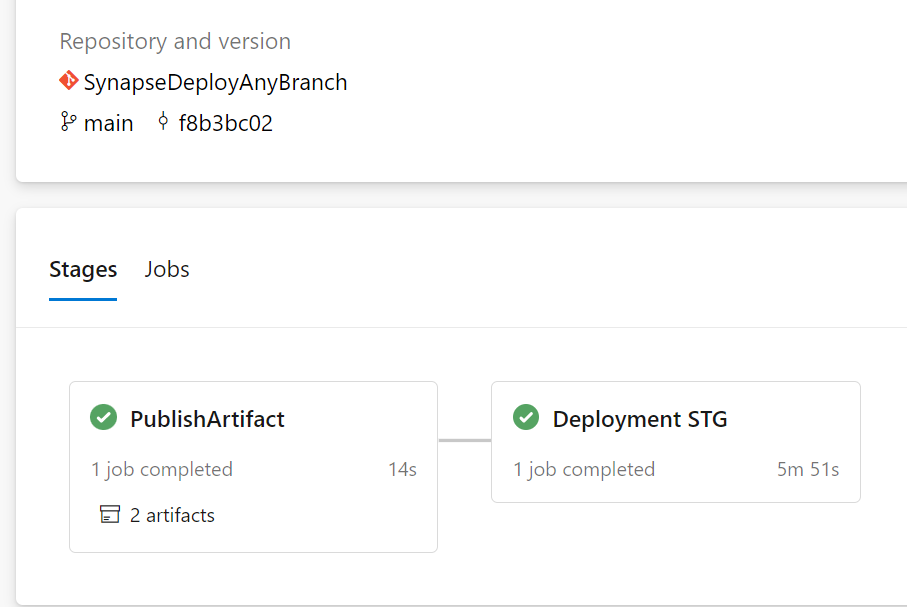 Repository and version
SynapseDeployAnyBranch
main f8b3bc02
Stages Jobs
PublishArtifact
1 job completed 14s
2 artifacts
Deployment STG
1 job completed 5m 51s